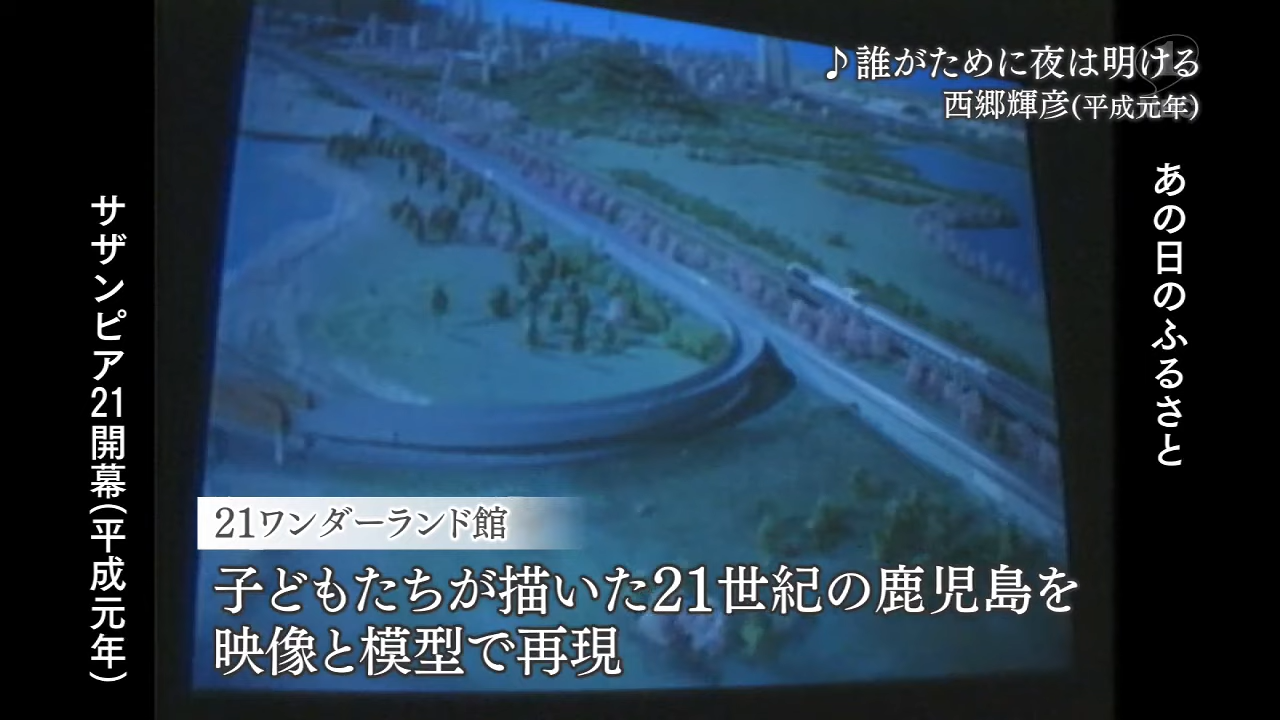 ♪誰がために夜は明ける
西郷輝彦(平成元年)
あの日のふるさと
サザンピア21開幕(平成元年)
21ワンダーランド館
子どもたちが描いた21世紀の鹿児島を
映像と模型で再現